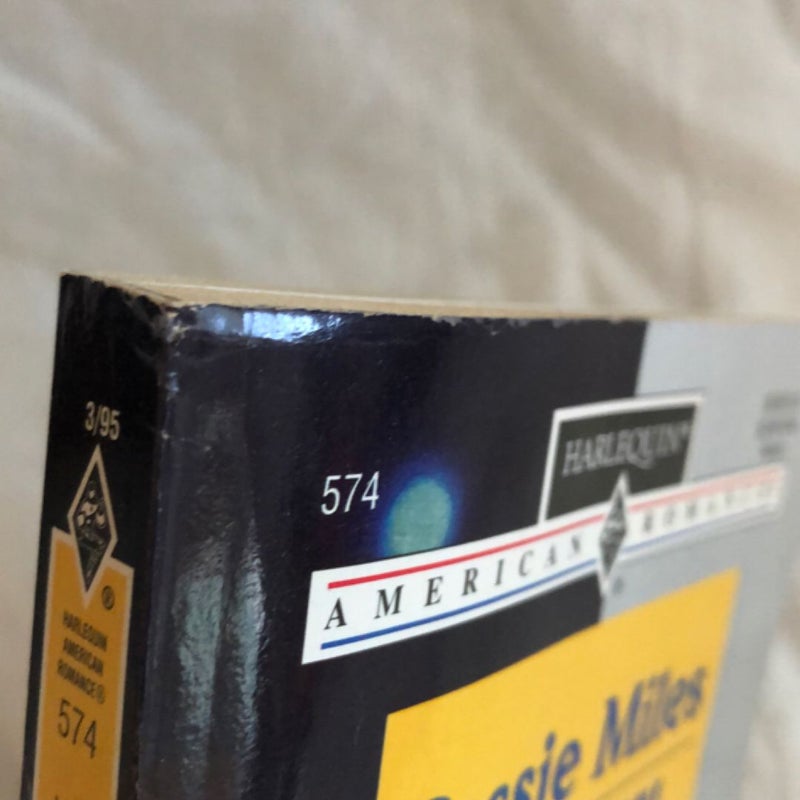 3/95
HARLEQUIN
AMERICAN
ROMANCE®
574
574
HARLEQUIN®
AMERICAN ROMANCE
®
Miles